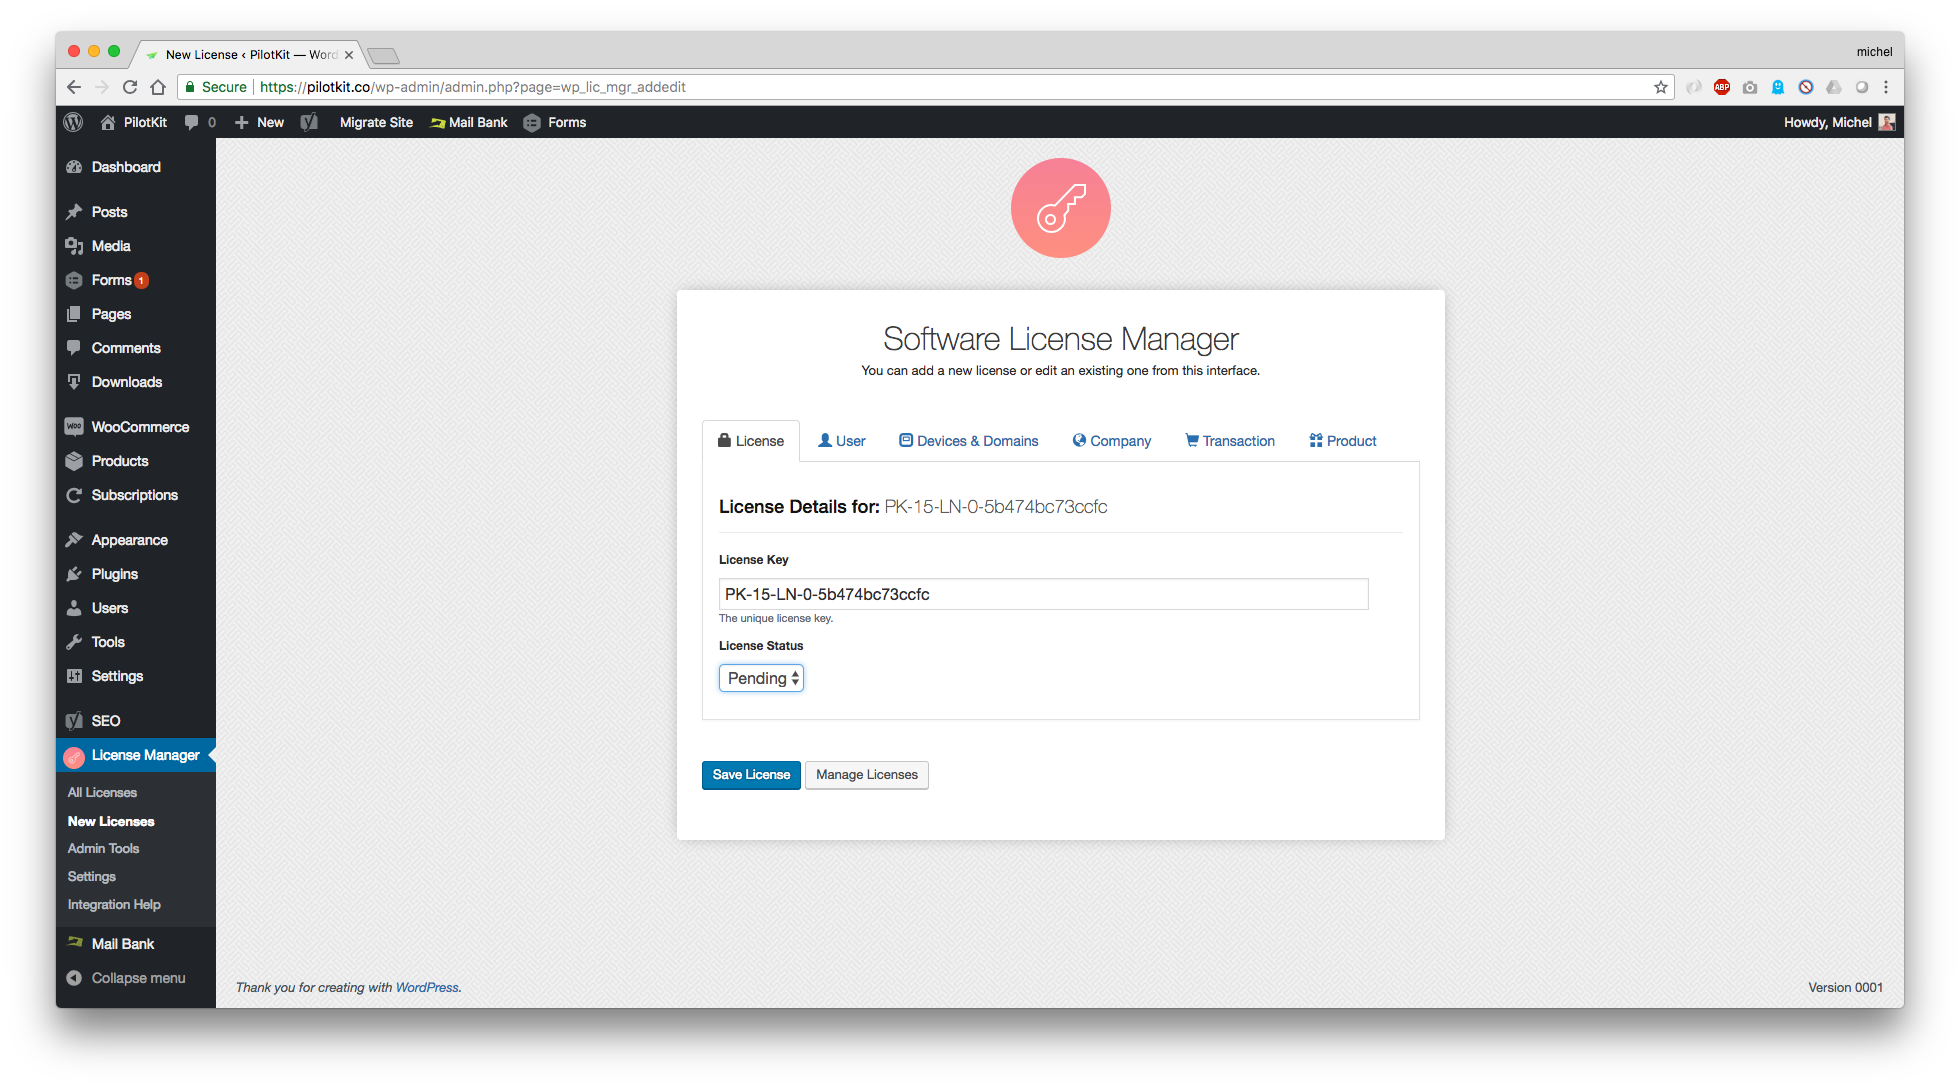 New License ‹ PilotKit — Word
michel
Secure
https://pilotkit.co/wp-admin/admin.php?page=wp_lic_mgr_addedit
ABP
PilotKit
0
New
Migrate Site
Mail Bank
Forms
Howdy, Michel
Dashboard
Posts
Media
Forms 1
Pages
Comments
Downloads
Woo
WooCommerce
Products
Subscriptions
Appearance
Plugins
Users
Tools
Settings
SEO
License Manager
All Licenses
New Licenses
Admin Tools
Settings
Integration Help
Mail Bank
Collapse menu
Software License Manager
You can add a new license or edit an existing one from this interface.
License
User
Devices & Domains
Company
Transaction
Product
License Details for: PK-15-LN-0-5b474bc73ccfc
License Key
PK-15-LN-0-5b474bc73ccfc
The unique license key.
License Status
Pending
Save License
Manage Licenses
Thank you for creating with WordPress.
Version 0001